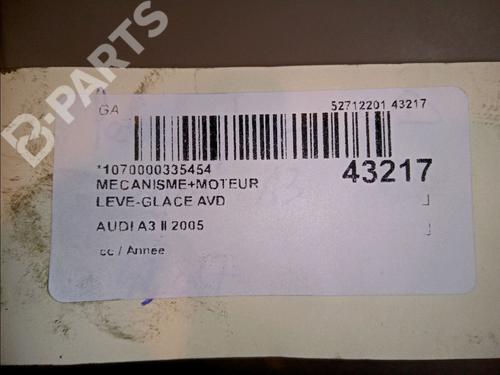 B-PARTS
GA
52712201 43217
*1070000335454
43217
MECANISME+MOTEUR
LEVE-GLACE AVD
AUDI A3 II 2005
cc / Annee